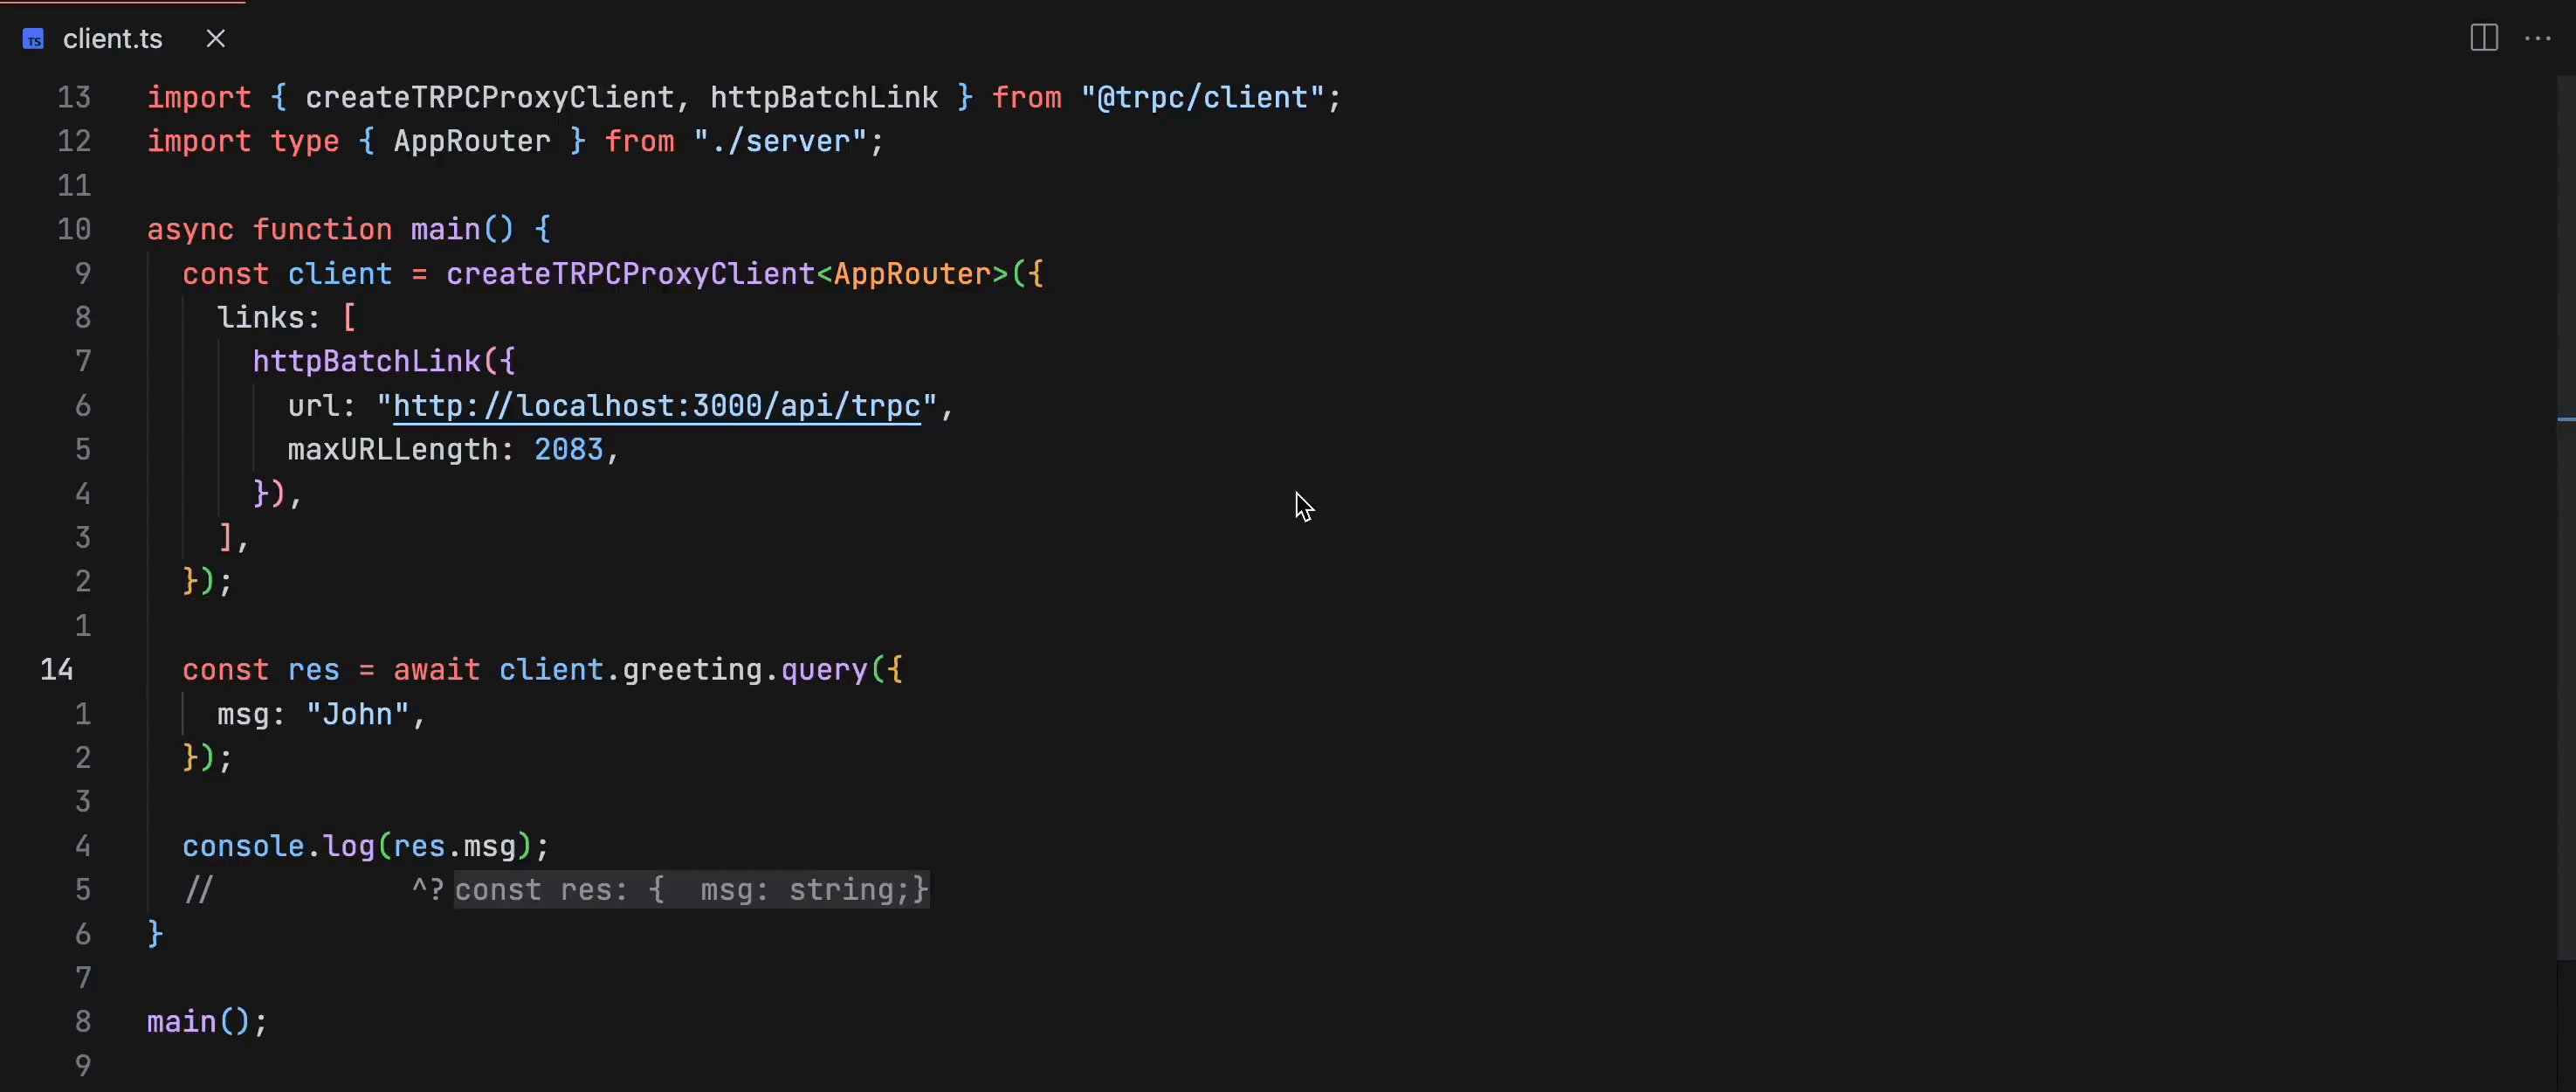 TS client.ts
13 import { createTRPCProxyClient, httpBatchLink } from "@trpc/client";
12 import type { AppRouter } from "./server";
11
10 async function main() {
9   const client = createTRPCProxyClient<AppRouter>({
8     links: [
7       httpBatchLink({
6         url: "http://localhost:3000/api/trpc",
5         maxURLLength: 2083,
4       }),
3     ],
2   });
1
14   const res = await client.greeting.query({
1     msg: "John",
2   });
3
4   console.log(res.msg);
5   //           ^? const res: {  msg: string;}
6 }
7
8 main();
9